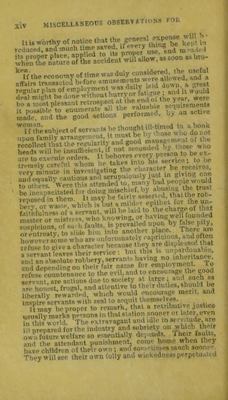 xiv MISCELLANEOUS OBSERVATIONS FOR
It is worthy of notice that the general expense will be
reduced, and much time saved, if every thing be kept in
its proper place, applied to its proper use, and mended
when the nature of the accident will allow, as soon as
broken.
If the economy of time was duly considered, the useful
affairs transacted before amusements were allowed, and a
regular plan of employment was daily laid down, a great
deal might be done without hurry or fatigue; and it would
be a most pleasant retrospect at the end of the year, were
it possible to enumerate all the valuable acquirements
made, and the good actions performed, by an active
woman.
If the subject of servants be thought ill-timed in a book
upon family arrangement, it must be by those who do not
recollect that the regularity and good management of the
heads will be insufficient, if not seconded by those who
are to execute orders. It behoves every person to be
extremely careful whom he takes into his service; to be
very minute in investigating the character he receives,
and equally cautious and scrupulously just in giving one
to others. Were this attended to, many bad people would
be incapacitated for doing mischief, by abusing the trust
reposed in them. It may be fairly asserted, that the robbery,
or waste, which is but a milder epithet for the unfaithfulness
of a servant, will be laid to the charge of that
master or mistress, who knowing, or having well founded
suspicions, of such faults, is prevailed upon by false pity,
or entreaty, to slide him into another place. There are
however some who are unfortunately capricious, and often
refuse to give a character because they are displeased that
a servant leaves their service; but this is unpardonable,
and an absolute robbery, servants having no inheritance,
and depending on their fair name for employment. To
refuse countenance to the evil, and to encourage the good
servant, are actions due to society at large; and such as
are honest, frugal, and attentive to their duties, should be
liberally rewarded, which would encourage merit, and
inspire servants with zeal to acquit themselves.
It may be proper to remark, that a retributive justice
usually marks persons in that station sooner or later, even
in this world. The extravagant and idle in servitude, are
ill prepared for the industry and sobriety on which their
own future welfare so essentially depends. Their faults,
and the attendant punishment, come home when they
have children of their own; and sometimes much sooner.
They will see their own folly and wickedness perpetuated